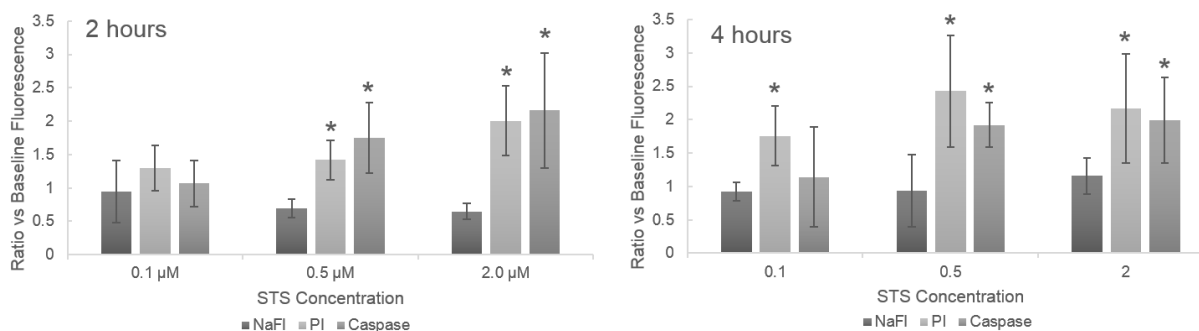 2 hours
Ratio vs Baseline Fluorescence
3.5
3
2.5
2
1.5
1
0.5
0
* * * *
0.1 µM 0.5 µM 2.0 µM
STS Concentration
NaFl PI Caspase
4 hours
Ratio vs Baseline Fluorescence
3.5
3
2.5
2
1.5
1
0.5
0
* * * * *
0.1 0.5 2
STS Concentration
NaFl PI Caspase